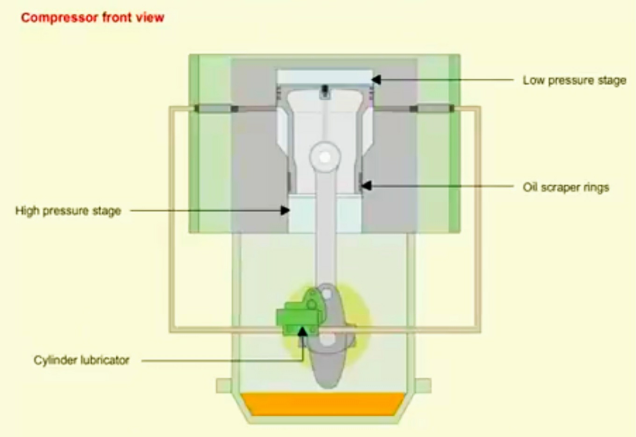 Compressor front view
Low pressure stage
Oil scraper rings
High pressure stage
Cylinder lubricator